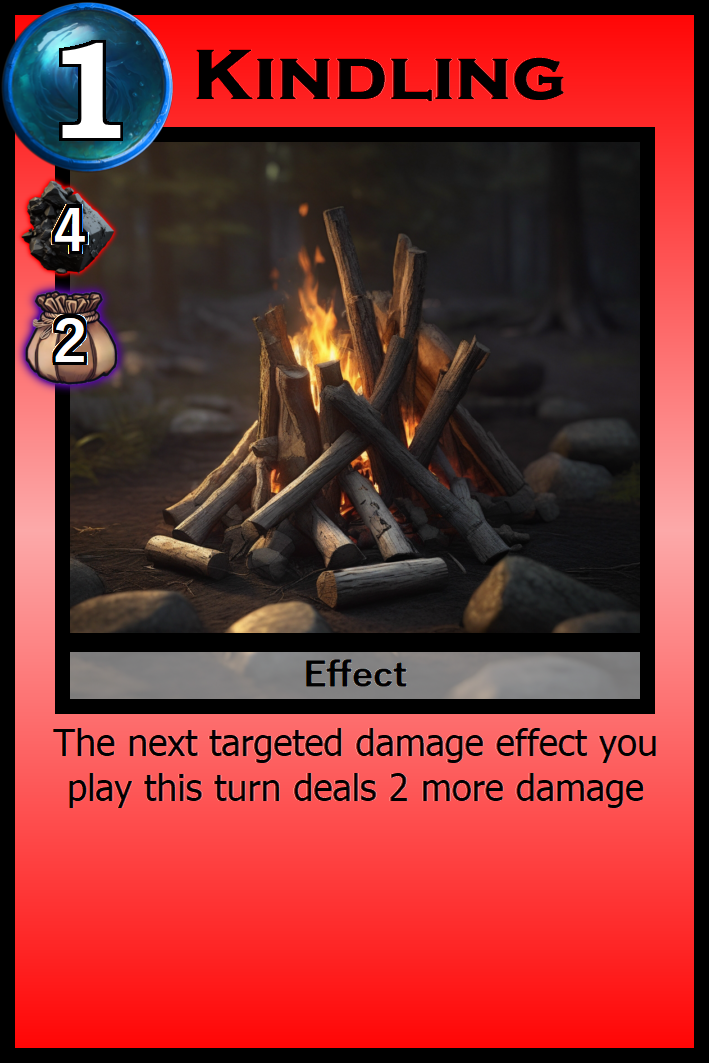 1
Kindling
4
2
Effect
The next targeted damage effect you
play this turn deals 2 more damage